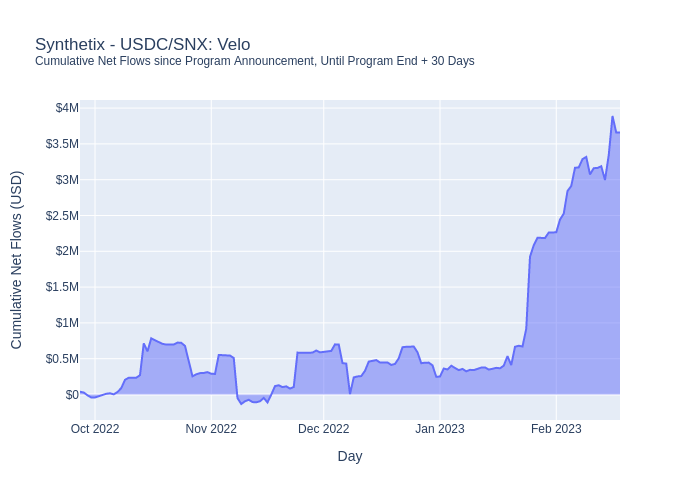 Synthetix - USDC/SNX: Velo
Cumulative Net Flows since Program Announcement, Until Program End + 30 Days
$4M
$3.5M
$3M
$2.5M
$2M
$1.5M
$1M
$0.5M
$0
Cumulative Net Flows (USD)
Oct 2022
Nov 2022
Dec 2022
Jan 2023
Feb 2023
Day